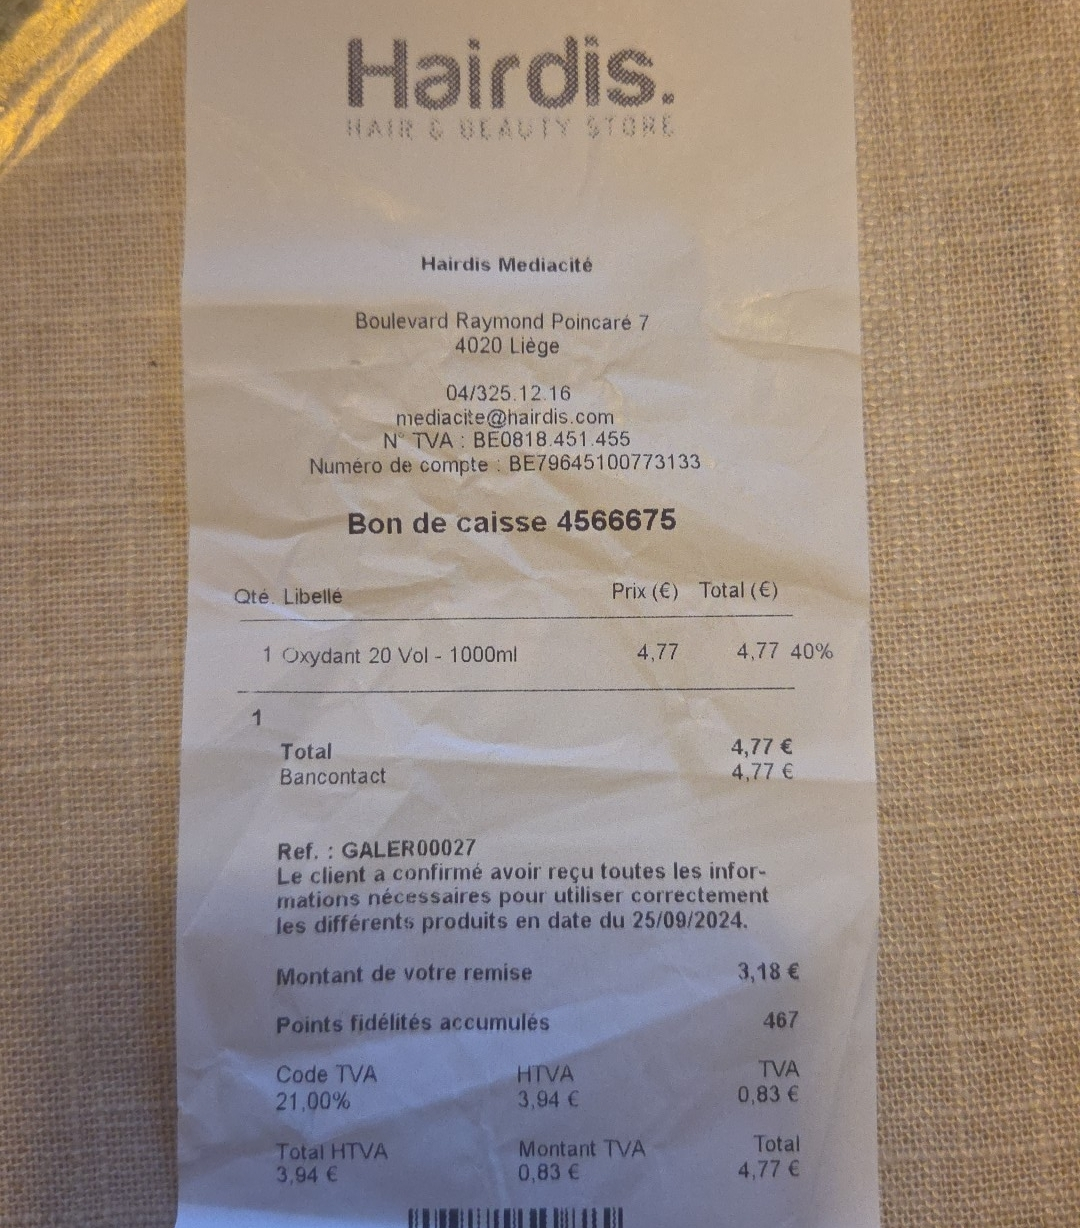 Hairdis.
HAIR & BEAUTY STORE
Hairdis Mediacité
Boulevard Raymond Poincaré 7
4020 Liège
04/325.12.16
mediacite@hairdis.com
N° TVA : BE0818.451.455
Numéro de compte : BE79645100773133
Bon de caisse 4566675
Qté. Libellé Prix (€) Total (€)
1 Oxydant 20 Vol - 1000ml 4,77 4,77 40%
1
Total 4,77 €
Bancontact 4,77 €
Ref. : GALER00027
Le client a confirmé avoir reçu toutes les infor-
mations nécessaires pour utiliser correctement
les différents produits en date du 25/09/2024.
Montant de votre remise 3,18 €
Points fidélités accumulés 467
Code TVA HTVA TVA
21,00% 3,94 € 0,83 €
Total HTVA Montant TVA Total
3,94 € 0,83 € 4,77 €